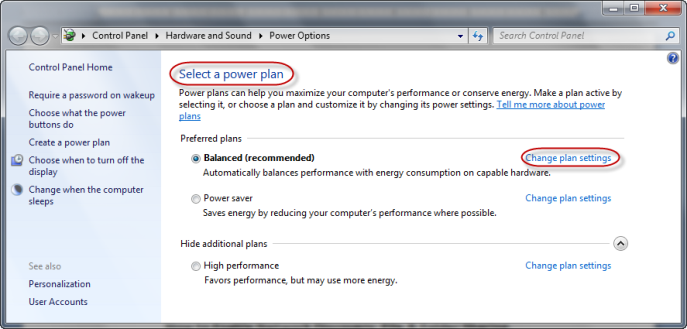 Control Panel ▸ Hardware and Sound ▸ Power Options
Search Control Panel
Control Panel Home
Require a password on wakeup
Choose what the power
buttons do
Create a power plan
Choose when to turn off the
display
Change when the computer
sleeps
See also
Personalization
User Accounts
Select a power plan
Power plans can help you maximize your computer's performance or conserve energy. Make a plan active by
selecting it, or choose a plan and customize it by changing its power settings. Tell me more about power
plans
Preferred plans
Balanced (recommended) Change plan settings
Automatically balances performance with energy consumption on capable hardware.
Power saver Change plan settings
Saves energy by reducing your computer's performance where possible.
Hide additional plans
High performance Change plan settings
Favors performance, but may use more energy.